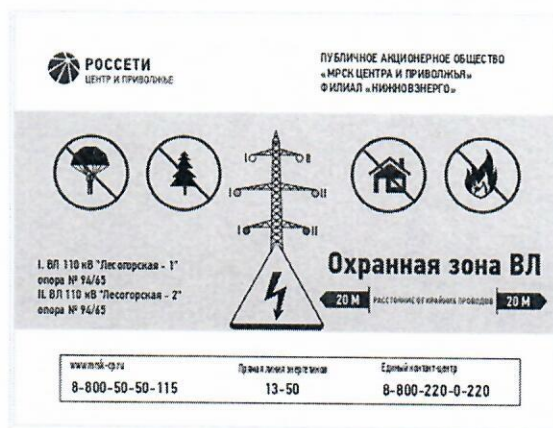 РОССЕТИ
ЦЕНТР И ПРИВОЛЖЬЕ
ПУБЛИЧНОЕ АКЦИОНЕРНОЕ ОБЩЕСТВО
«МРСК ЦЕНТРА И ПРИВОЛЖЬЯ»
ФИЛИАЛ «НИЖНОВЭНЕРГО»
I II
I II
I II
I. ВЛ 110 кВ "Лесогорская - 1"
опора № 94/65
II. ВЛ 110 кВ "Лесогорская - 2"
опора № 94/65
Охранная зона ВЛ
20 М РАССТОЯНИЕ ОТ КРАЙНИХ ПРОВОДОВ 20 М
www.mrsk-cp.ru Прямая линия энергетиков Единый контакт-центр
8-800-50-50-115 13-50 8-800-220-0-220